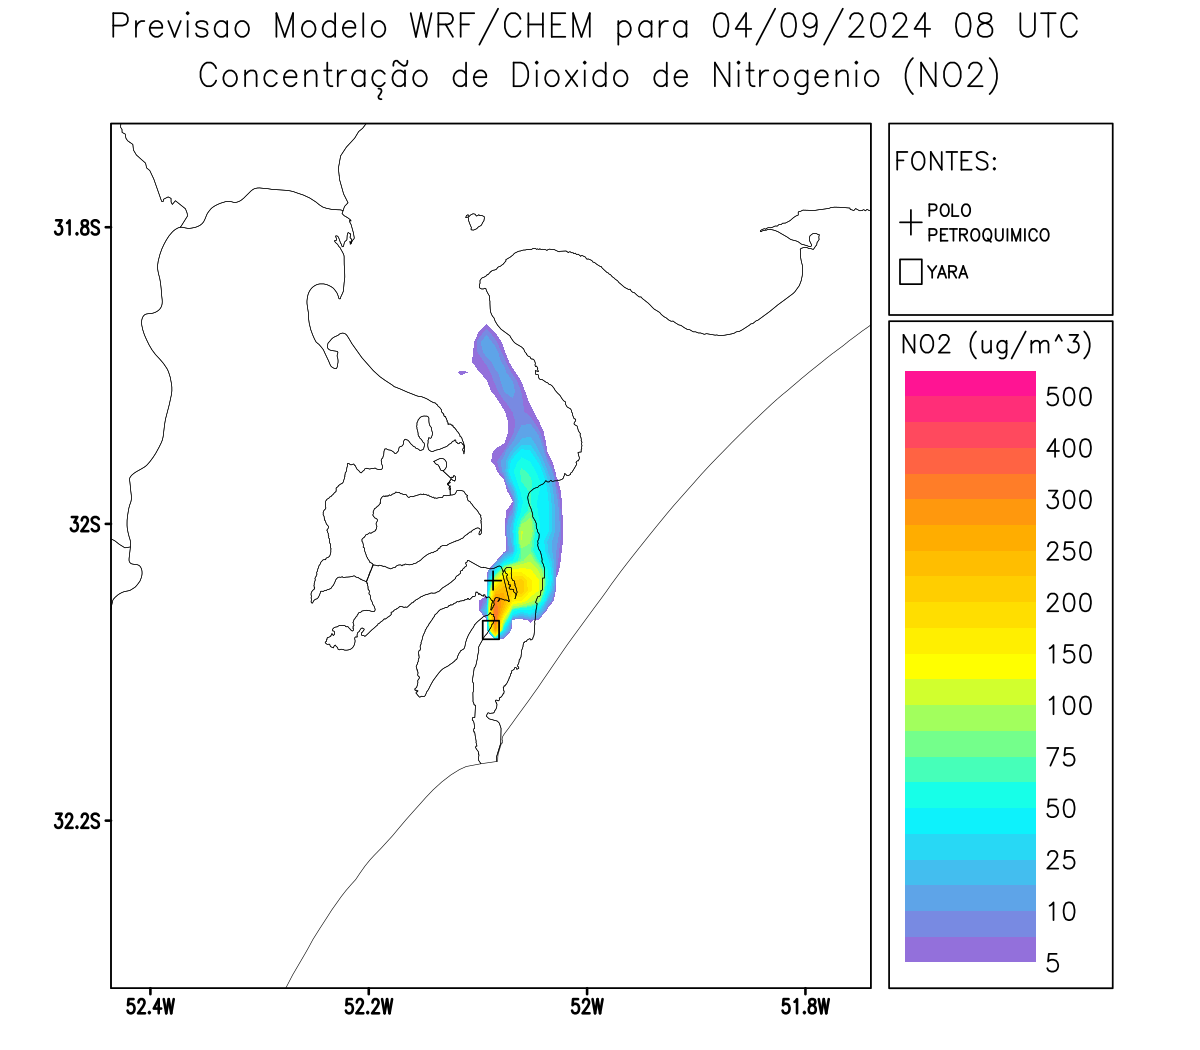 Previsao Modelo WRF/CHEM para 04/09/2024 08 UTC
Concentração de Dioxido de Nitrogenio (NO2)
FONTES:
POLO
PETROQUIMICO
YARA
NO2 (ug/m^3)
500
400
300
250
200
150
100
75
50
25
10
5
31.8S
32S
32.2S
52.4W
52.2W
52W
51.8W